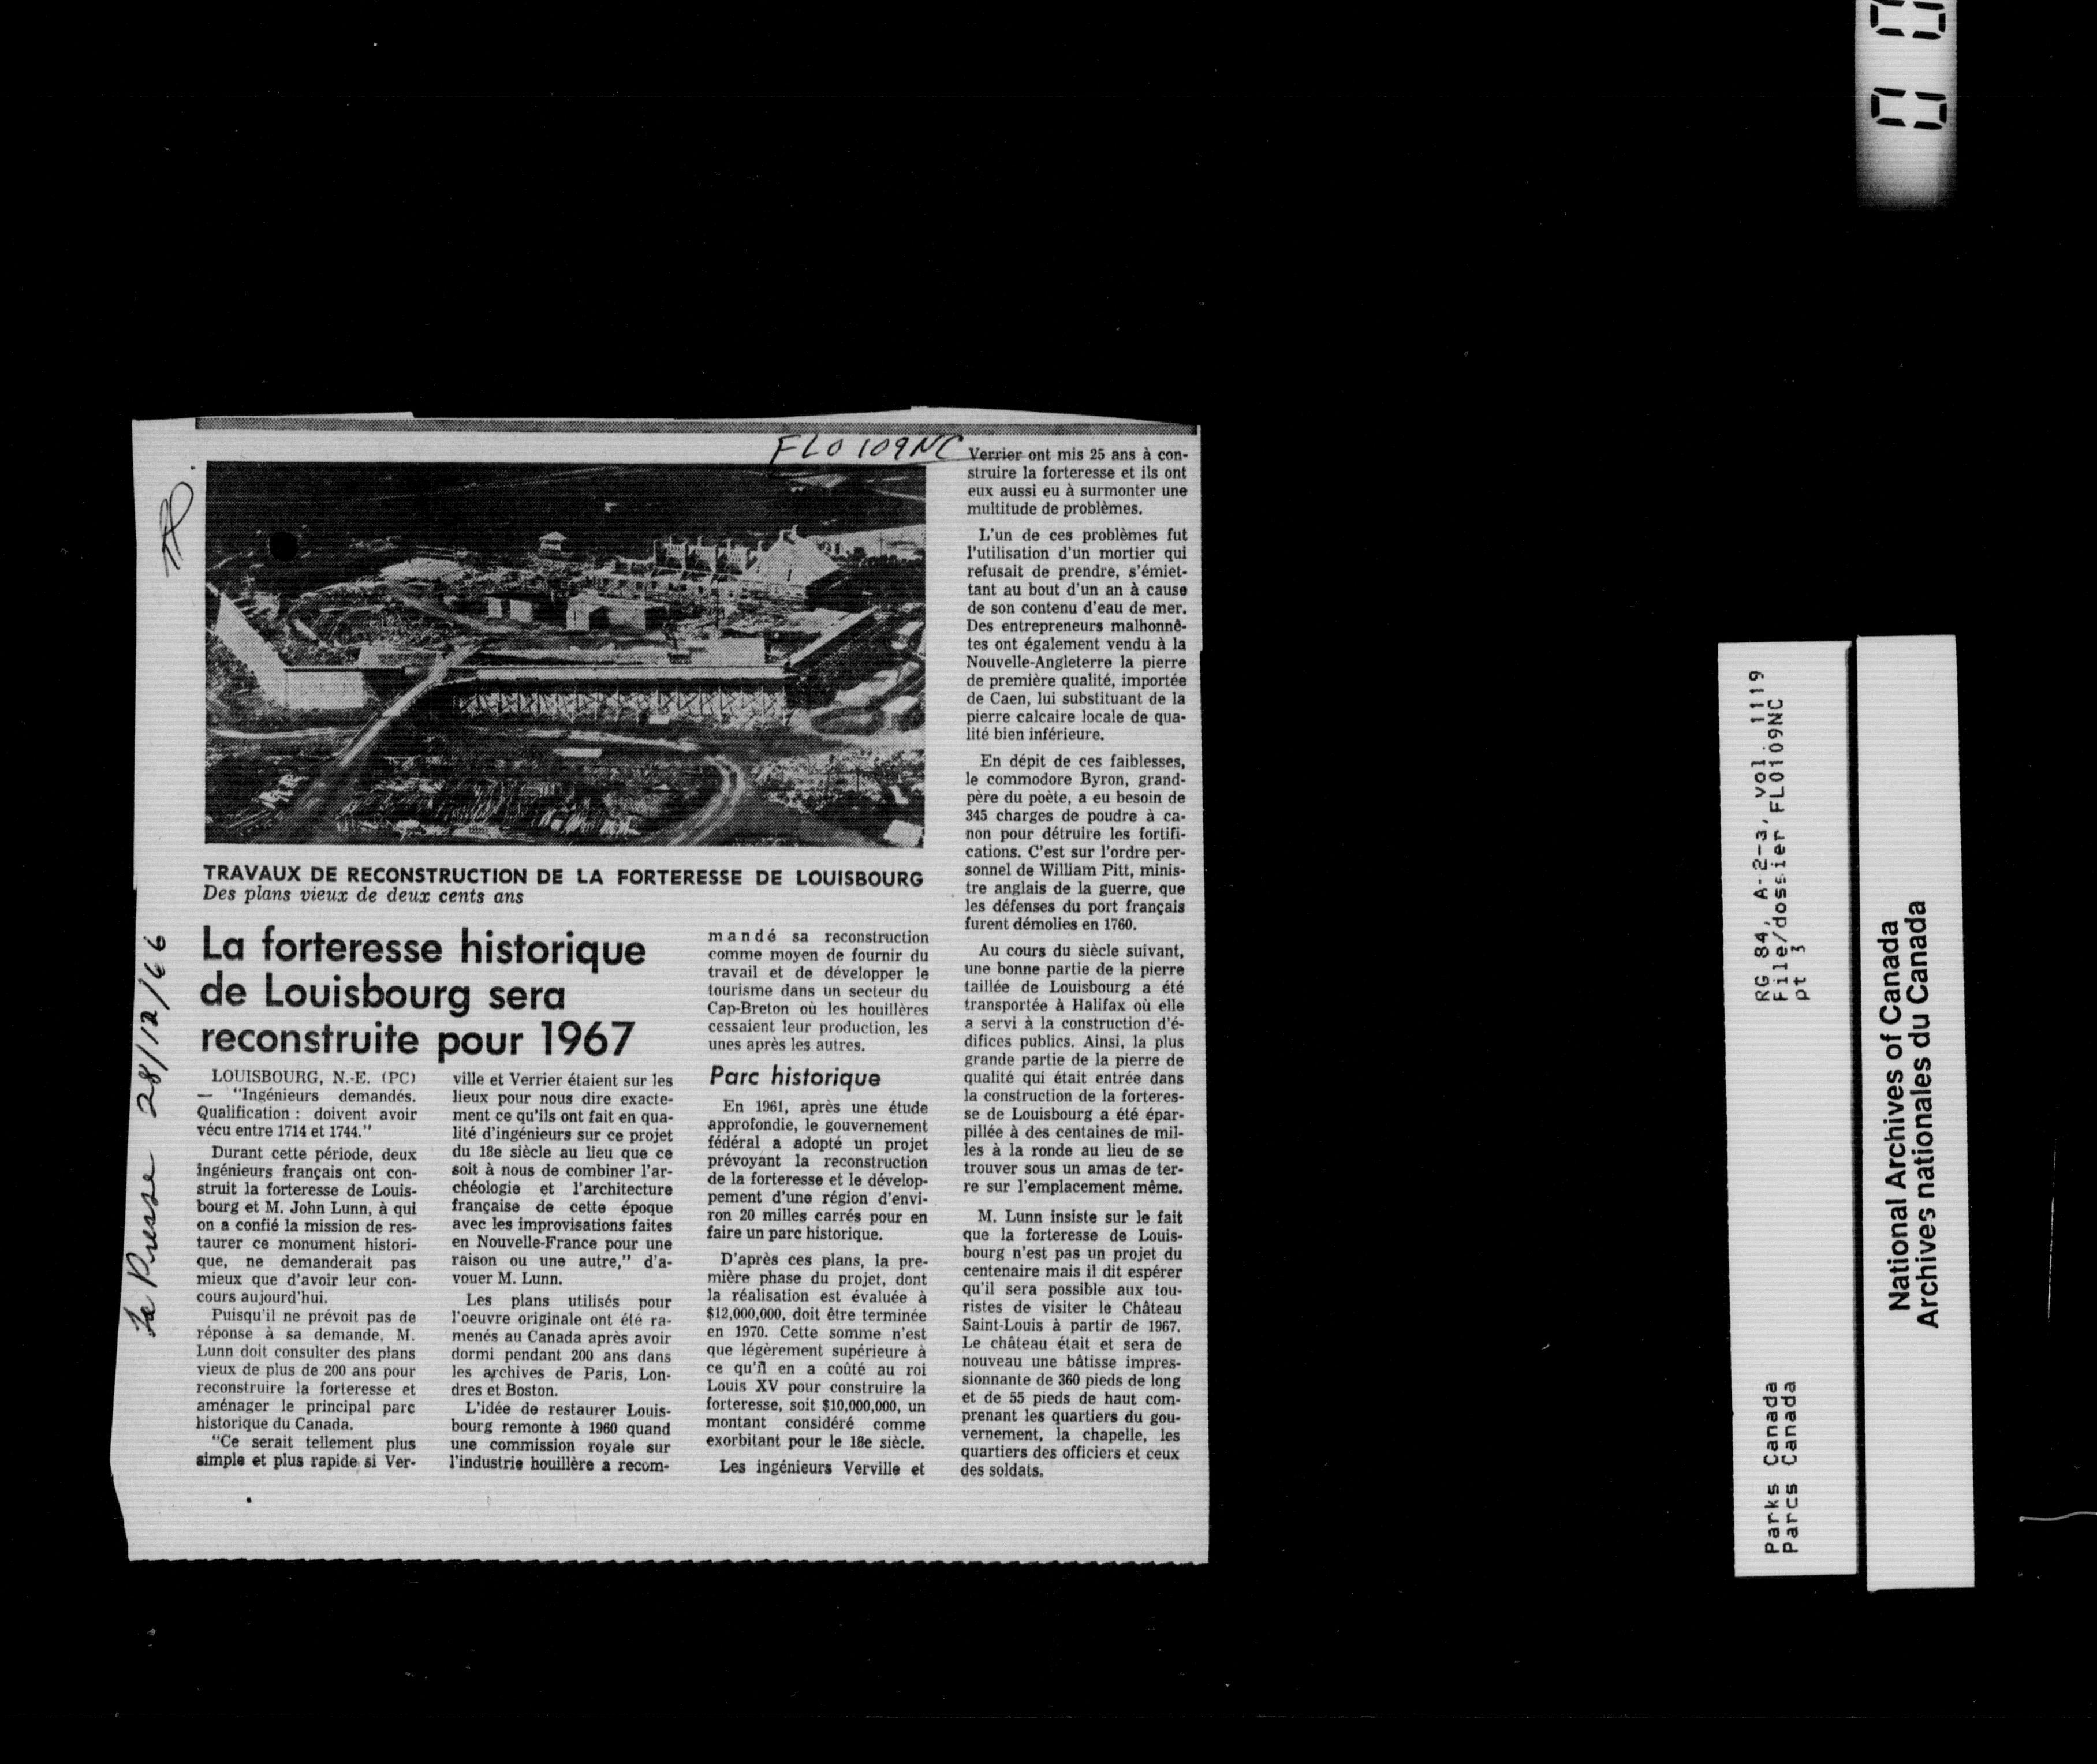 FLO 109NC
La Presse 28/12/66
TRAVAUX DE RECONSTRUCTION DE LA FORTERESSE DE LOUISBOURG
Des plans vieux de deux cents ans
La forteresse historique
de Louisbourg sera
reconstruite pour 1967
LOUISBOURG, N.-E. (PC)
— "Ingénieurs demandés.
Qualification : doivent avoir
vécu entre 1714 et 1744."
Durant cette période, deux
ingénieurs français ont con-
struit la forteresse de Louis-
bourg et M. John Lunn, à qui
on a confié la mission de res-
taurer ce monument histori-
que, ne demanderait pas
mieux que d'avoir leur con-
cours aujourd'hui.
Puisqu'il ne prévoit pas de
réponse à sa demande, M.
Lunn doit consulter des plans
vieux de plus de 200 ans pour
reconstruire la forteresse et
aménager le principal parc
historique du Canada.
"Ce serait tellement plus
simple et plus rapide si Ver-
ville et Verrier étaient sur les
lieux pour nous dire exacte-
ment ce qu'ils ont fait en qua-
lité d'ingénieurs sur ce projet
du 18e siècle au lieu que ce
soit à nous de combiner l'ar-
chéologie et l'architecture
française de cette époque
avec les improvisations faites
en Nouvelle-France pour une
raison ou une autre," d'a-
vouer M. Lunn.
Les plans utilisés pour
l'oeuvre originale ont été ra-
menés au Canada après avoir
dormi pendant 200 ans dans
les archives de Paris, Lon-
dres et Boston.
L'idée de restaurer Louis-
bourg remonte à 1960 quand
une commission royale sur
l'industrie houillère a recom-
mandé sa reconstruction
comme moyen de fournir du
travail et de développer le
tourisme dans un secteur du
Cap-Breton où les houillères
cessaient leur production, les
unes après les autres.
Parc historique
En 1961, après une étude
approfondie, le gouvernement
fédéral a adopté un projet
prévoyant la reconstruction
de la forteresse et le dévelop-
pement d'une région d'envi-
ron 20 milles carrés pour en
faire un parc historique.
D'après ces plans, la pre-
mière phase du projet, dont
la réalisation est évaluée à
$12,000,000, doit être terminée
en 1970. Cette somme n'est
que légèrement supérieure à
ce qu'il en a coûté au roi
Louis XV pour construire la
forteresse, soit $10,000,000, un
montant considéré comme
exorbitant pour le 18e siècle.
Les ingénieurs Verville et
Verrier ont mis 25 ans à con-
struire la forteresse et ils ont
eux aussi eu à surmonter une
multitude de problèmes.
L'un de ces problèmes fut
l'utilisation d'un mortier qui
refusait de prendre, s'émiet-
tant au bout d'un an à cause
de son contenu d'eau de mer.
Des entrepreneurs malhonnê-
tes ont également vendu à la
Nouvelle-Angleterre la pierre
de première qualité, importée
de Caen, lui substituant de la
pierre calcaire locale de qua-
lité bien inférieure.
En dépit de ces faiblesses,
le commodore Byron, grand-
père du poète, a eu besoin de
345 charges de poudre à ca-
non pour détruire les fortifi-
cations. C'est sur l'ordre per-
sonnel de William Pitt, minis-
tre anglais de la guerre, que
les défenses du port français
furent démolies en 1760.
Au cours du siècle suivant,
une bonne partie de la pierre
taillée de Louisbourg a été
transportée à Halifax où elle
a servi à la construction d'é-
difices publics. Ainsi, la plus
grande partie de la pierre de
qualité qui était entrée dans
la construction de la forteres-
se de Louisbourg a été épar-
pillée à des centaines de mil-
les à la ronde au lieu de se
trouver sous un amas de ter-
re sur l'emplacement même.
M. Lunn insiste sur le fait
que la forteresse de Louis-
bourg n'est pas un projet du
centenaire mais il dit espérer
qu'il sera possible aux tou-
ristes de visiter le Château
Saint-Louis à partir de 1967.
Le château était et sera de
nouveau une bâtisse impres-
sionnante de 360 pieds de long
et de 55 pieds de haut com-
prenant les quartiers du gou-
vernement, la chapelle, les
quartiers des officiers et ceux
des soldats.
Parks Canada
Parcs Canada
RG 84, A-2-a, vol. 1119
File/dossier FLO109NC
pt 3
National Archives of Canada
Archives nationales du Canada